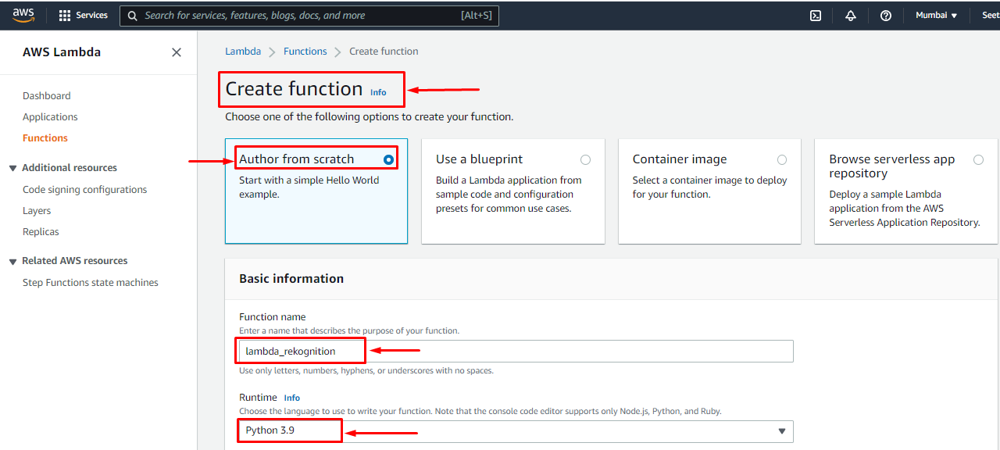 aws Services Search for services, features, blogs, docs, and more [Alt+S] Mumbai Seet
AWS Lambda
Dashboard
Applications
Functions
Additional resources
Code signing configurations
Layers
Replicas
Related AWS resources
Step Functions state machines
Lambda Functions Create function
Create function Info
Choose one of the following options to create your function.
Author from scratch
Start with a simple Hello World
example.
Use a blueprint
Build a Lambda application from
sample code and configuration
presets for common use cases.
Container image
Select a container image to deploy
for your function.
Browse serverless app
repository
Deploy a sample Lambda
application from the AWS
Serverless Application Repository.
Basic information
Function name
Enter a name that describes the purpose of your function.
lambda_rekognition
Use only letters, numbers, hyphens, or underscores with no spaces.
Runtime Info
Choose the language to use to write your function. Note that the console code editor supports only Node.js, Python, and Ruby.
Python 3.9